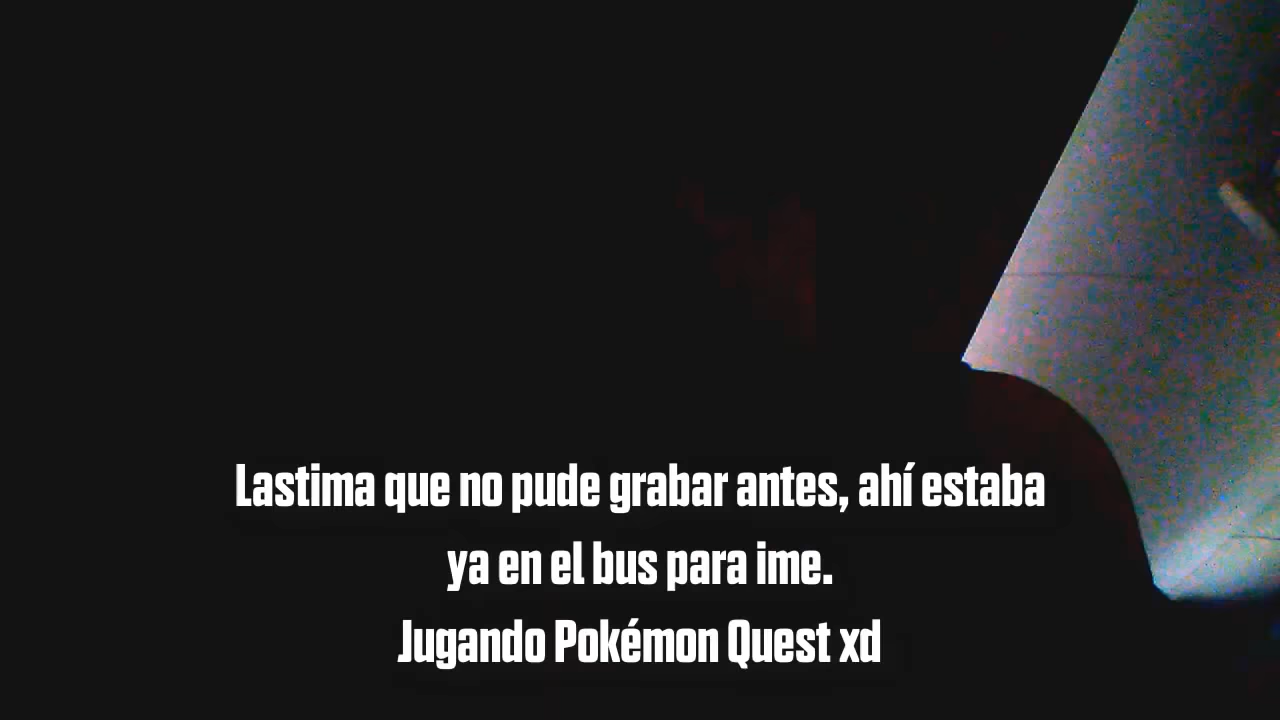 Lastima que no pude grabar antes, ahí estaba
ya en el bus para ime.
Jugando Pokémon Quest xd